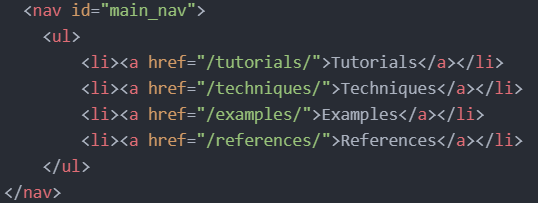 <nav id="main_nav">
<ul>
<li><a href="/tutorials/">Tutorials</a></li>
<li><a href="/techniques/">Techniques</a></li>
<li><a href="/examples/">Examples</a></li>
<li><a href="/references/">References</a></li>
</ul>
</nav>